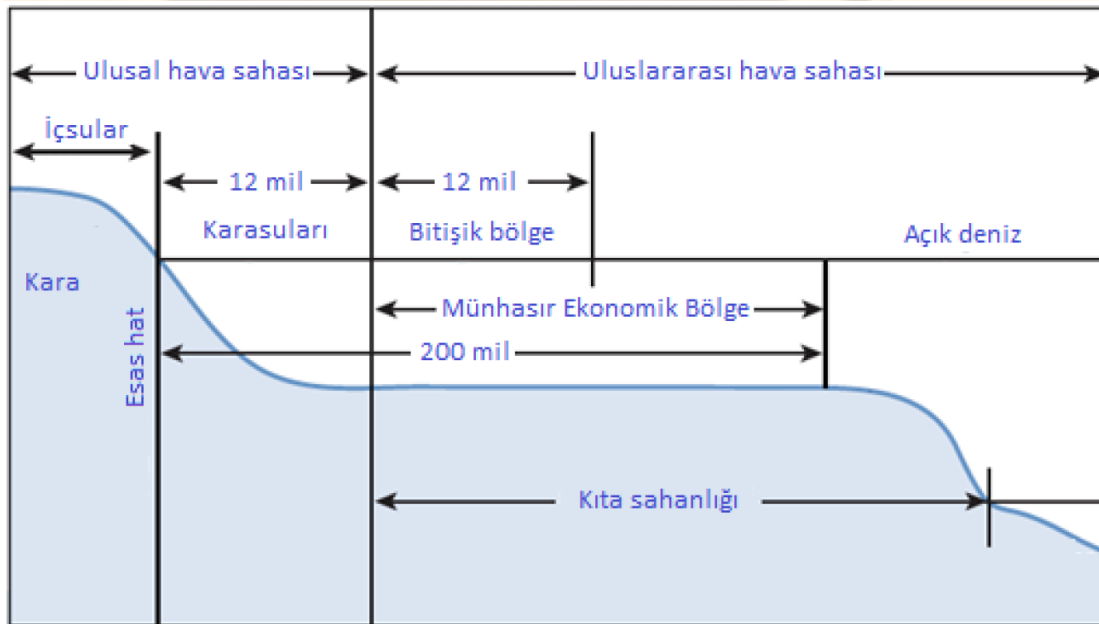 Ulusal hava sahası
Uluslararası hava sahası
İçsular
12 mil
12 mil
Karasuları
Bitişik bölge
Açık deniz
Kara
Esas hat
Münhasır Ekonomik Bölge
200 mil
Kıta sahanlığı